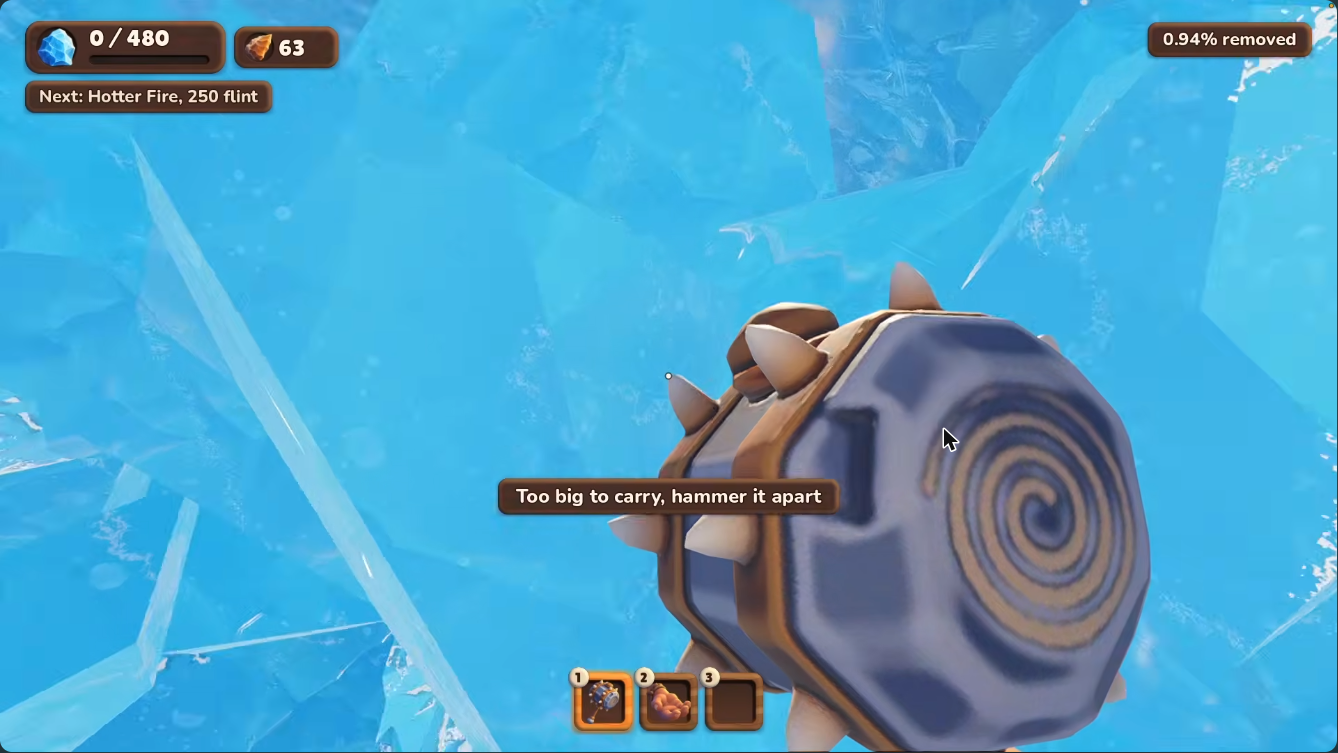 0 / 480
63
0.94% removed
Next: Hotter Fire, 250 flint
Too big to carry, hammer it apart
1
2
3